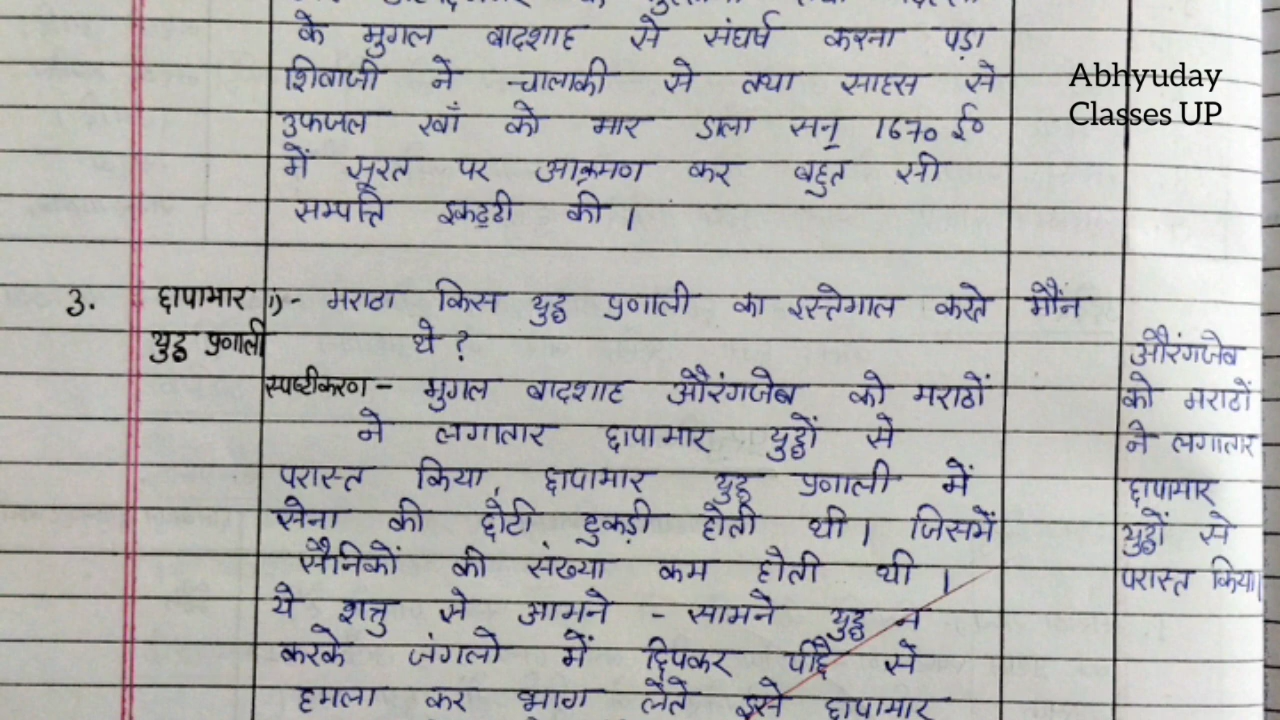 के मुगल बादशाह से संघर्ष करना पड़ा
शिवाजी ने चालाकी से तथा साहस से
उफजल खाँ को मार डाला सन् 1670 ई०
में सूरत पर आक्रमण कर बहुत सी
सम्पत्ति इकट्ठी की।
Abhyuday
Classes UP
3. छापामार i)- मराठा किस युद्ध प्रणाली का इस्तेगाल करते मौन
युद्ध प्रणाली थे?
स्पष्टीकरण - मुगल बादशाह औरंगजेब को मराठों
ने लगातार छापामार युद्धों से
परास्त किया, छापामार युद्ध प्रणाली में
सेना की छोटी टुकड़ी होती थी। जिसमें
सैनिकों की संख्या कम होती थी।
ये शत्रु से आमने - सामने युद्ध न
करके जंगलो में छिपकर पीछे से
हमला कर भाग लेते इसे छापामार
औरंगजेब
को मराठों
ने लगातार
छापामार
युद्धों से
परास्त किया।